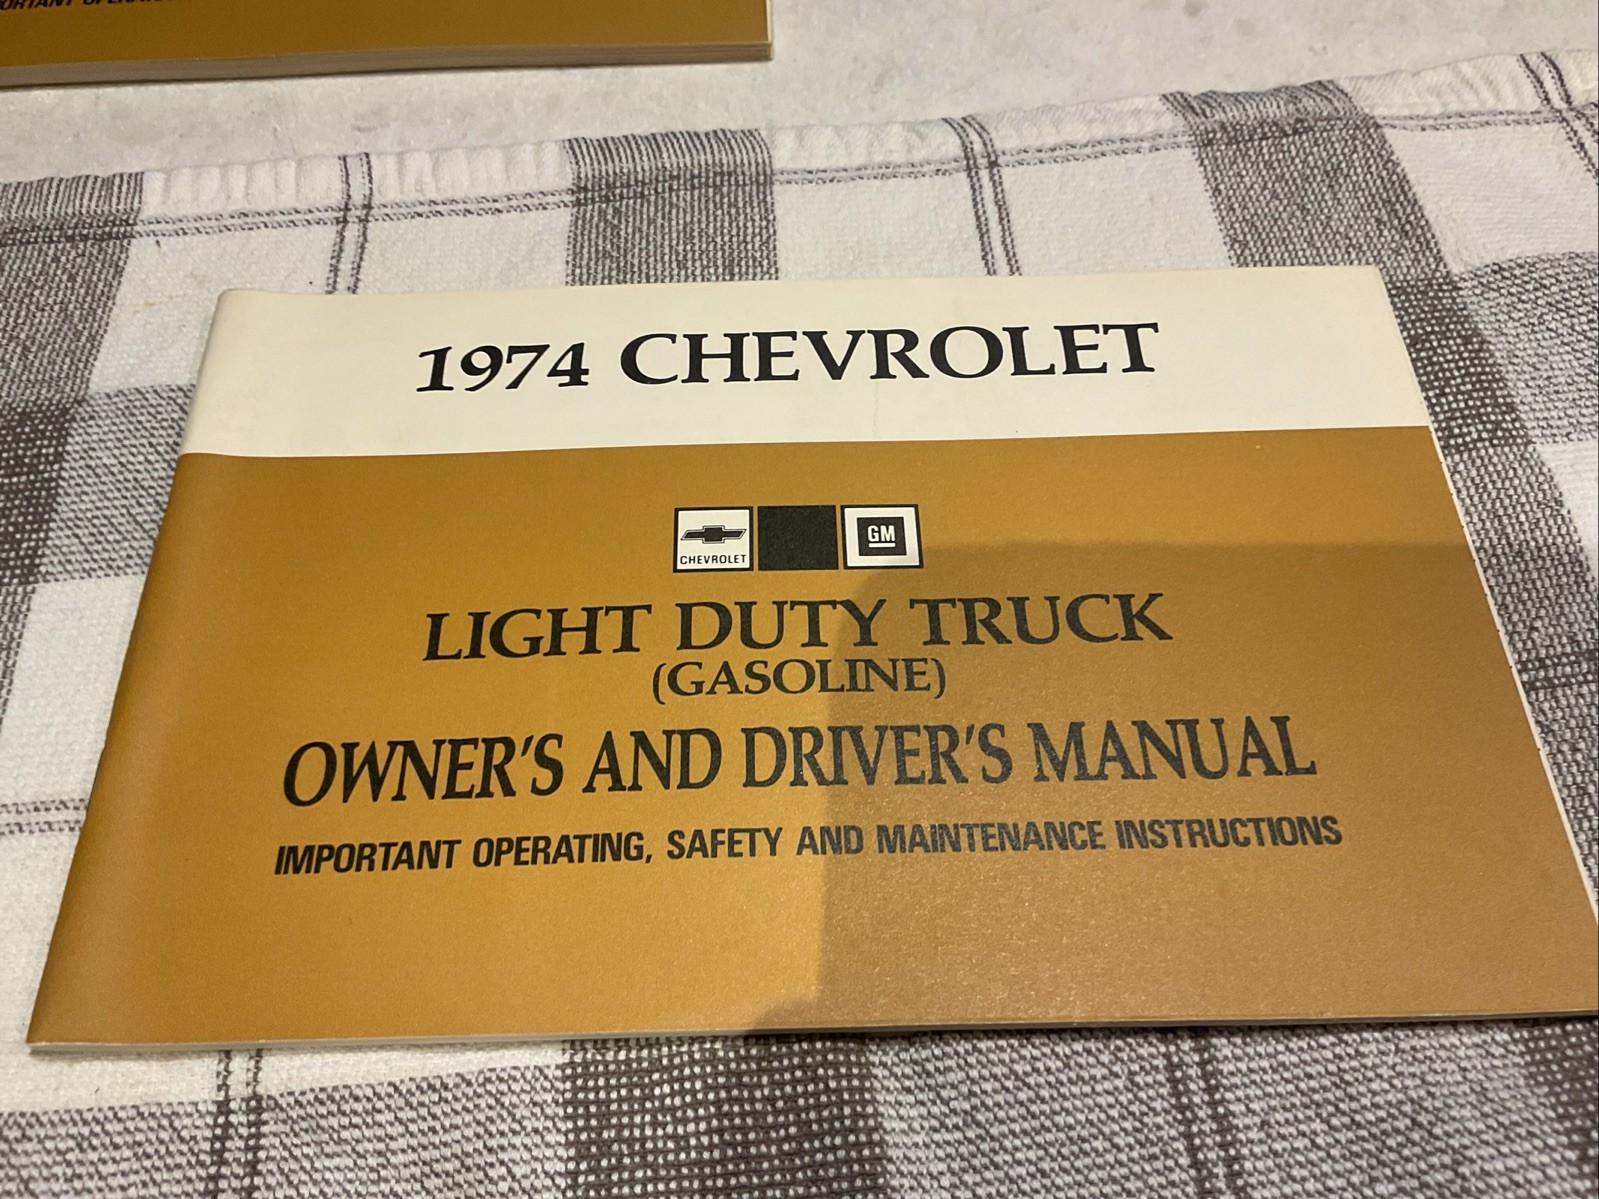 1974 CHEVROLET
CHEVROLET
GM
LIGHT DUTY TRUCK
(GASOLINE)
OWNER'S AND DRIVER'S MANUAL
IMPORTANT OPERATING, SAFETY AND MAINTENANCE INSTRUCTIONS